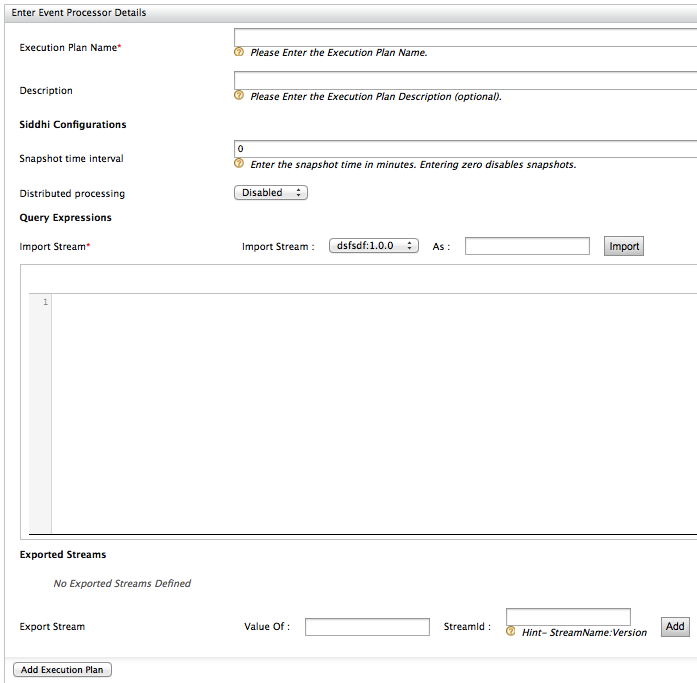 Enter Event Processor Details
Execution Plan Name*
? Please Enter the Execution Plan Name.
Description
? Please Enter the Execution Plan Description (optional).
Siddhi Configurations
Snapshot time interval 0
? Enter the snapshot time in minutes. Entering zero disables snapshots.
Distributed processing Disabled
Query Expressions
Import Stream* Import Stream : dsfsdf:1.0.0 As : Import
1
Exported Streams
No Exported Streams Defined
Export Stream Value Of : StreamId : Add
? Hint- StreamName:Version
Add Execution Plan